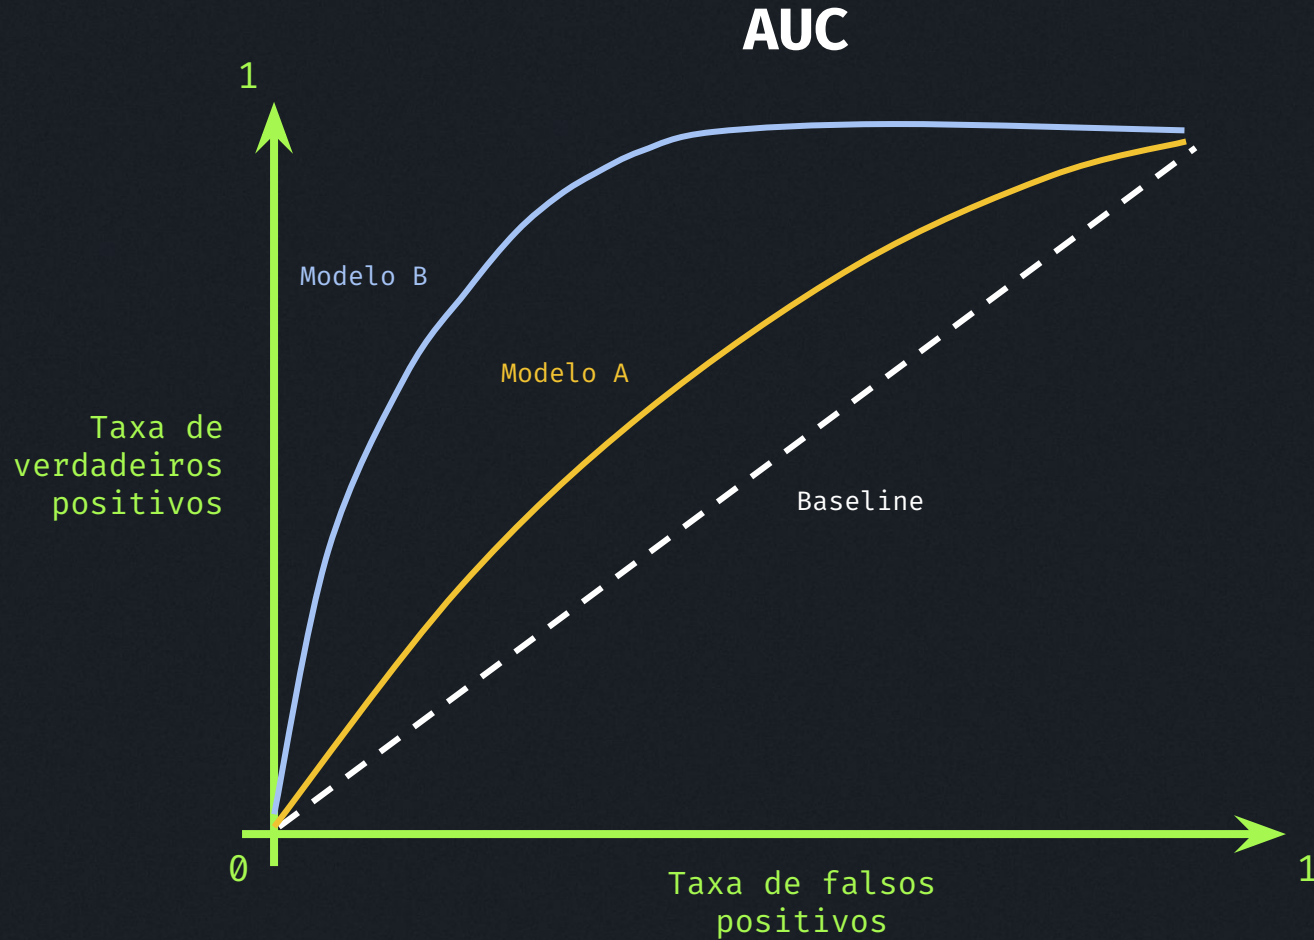 AUC
1
Modelo B
Modelo A
Taxa de
verdadeiros
positivos
Baseline
0
1
Taxa de falsos
positivos